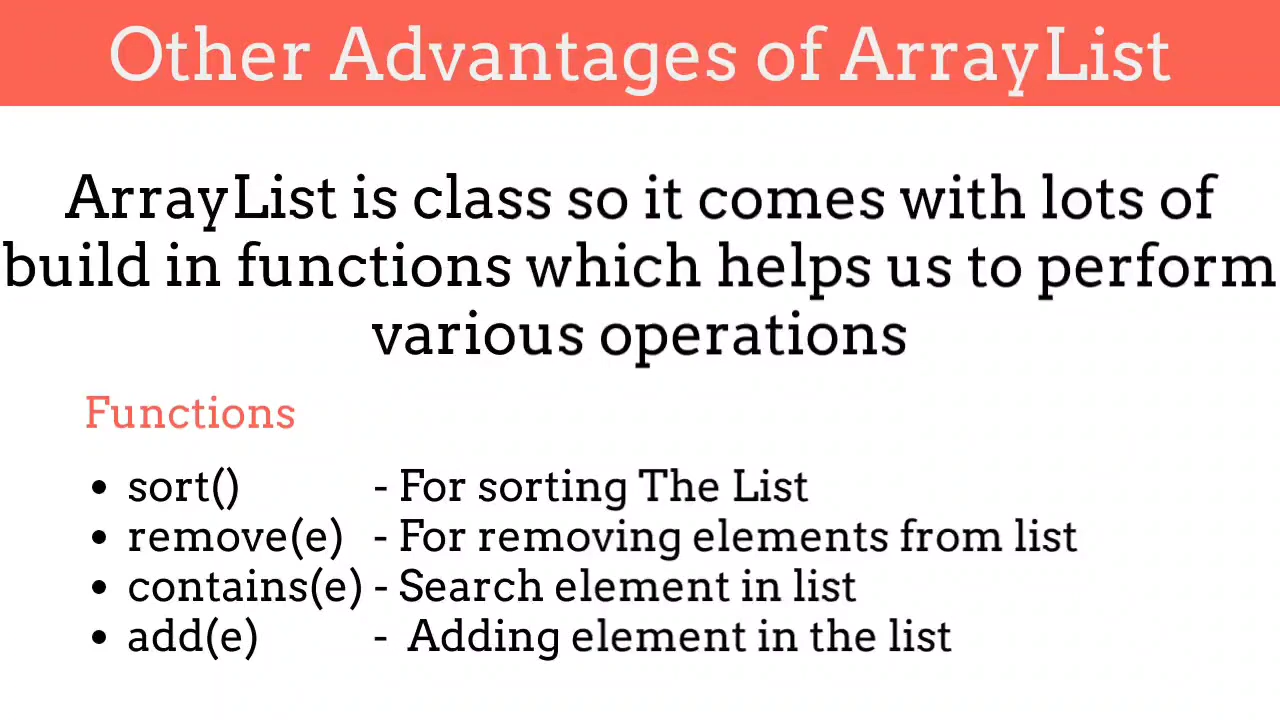 Other Advantages of ArrayList
ArrayList is class so it comes with lots of
build in functions which helps us to perform
various operations
Functions
• sort() - For sorting The List
• remove(e) - For removing elements from list
• contains(e) - Search element in list
• add(e) - Adding element in the list